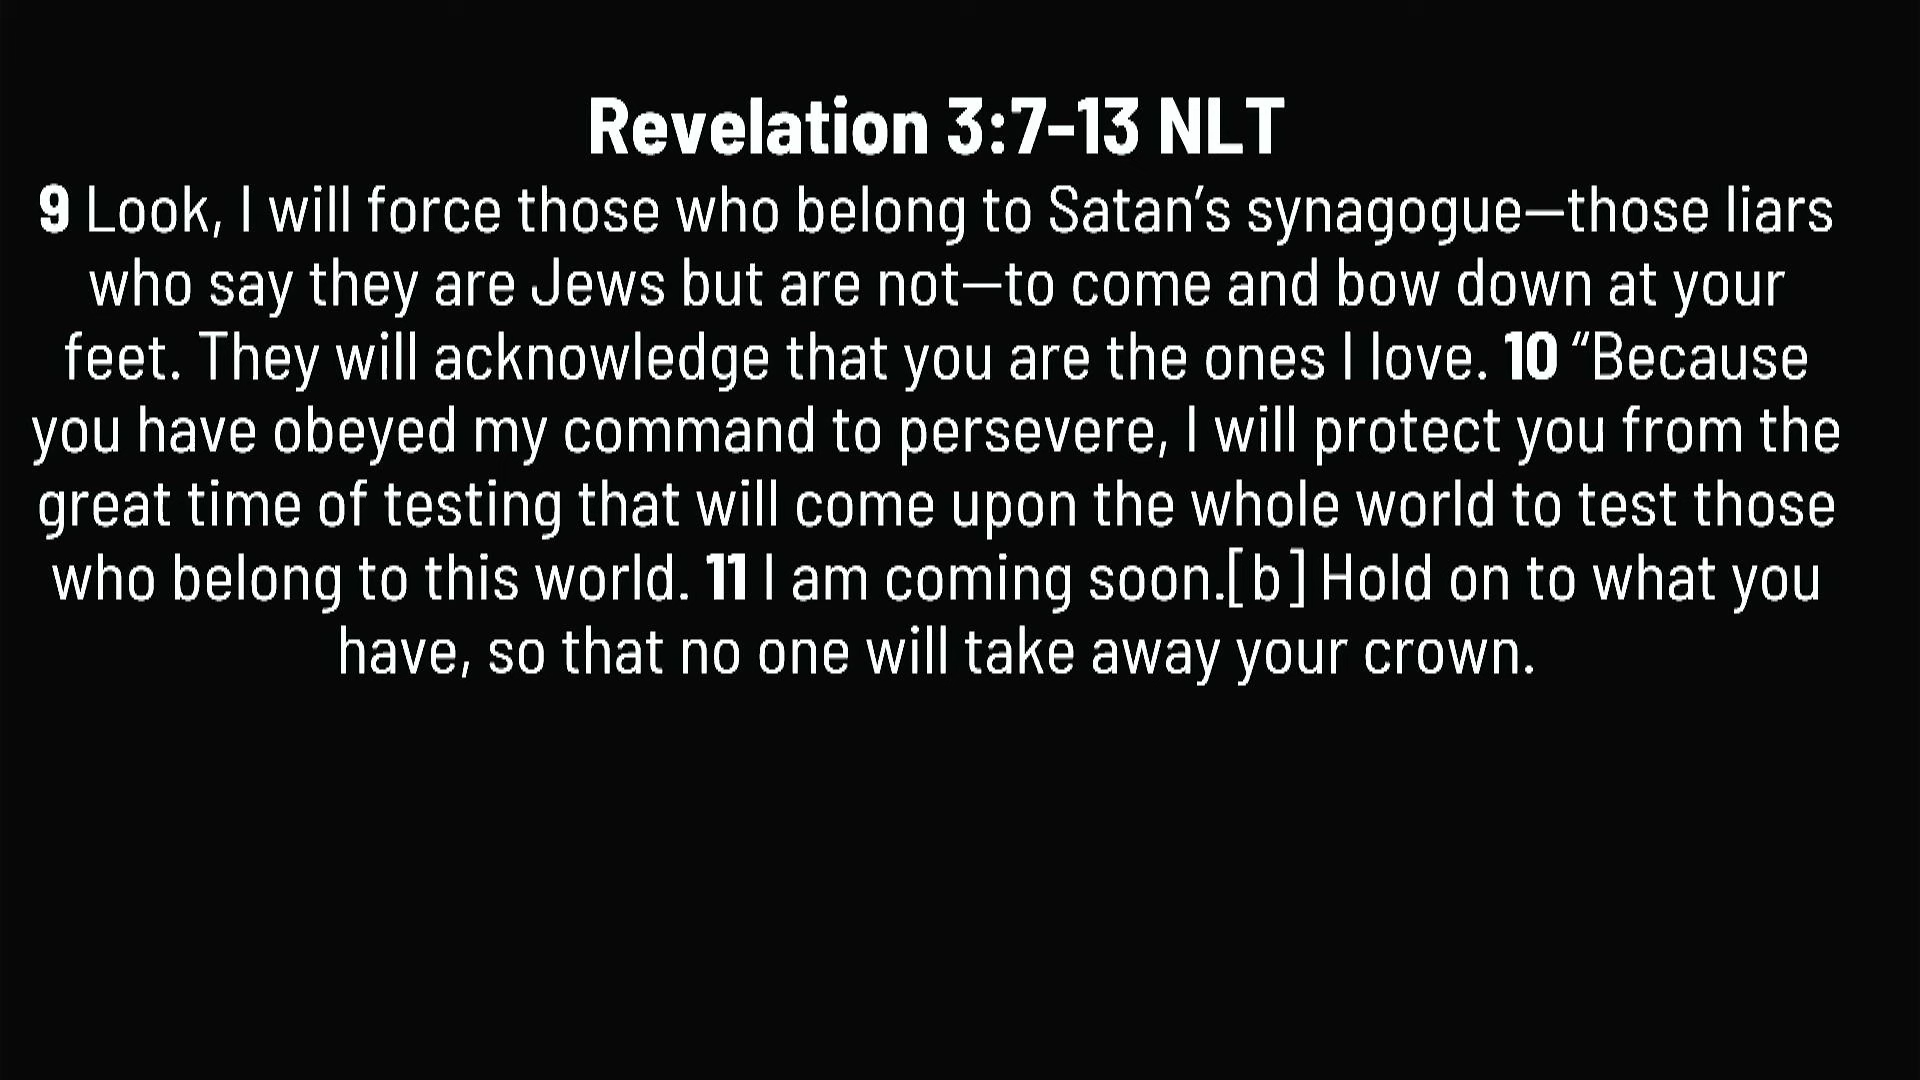 Revelation 3:7-13 NLT
9 Look, I will force those who belong to Satan’s synagogue—those liars
who say they are Jews but are not—to come and bow down at your
feet. They will acknowledge that you are the ones I love. 10 “Because
you have obeyed my command to persevere, I will protect you from the
great time of testing that will come upon the whole world to test those
who belong to this world. 11 I am coming soon.[b] Hold on to what you
have, so that no one will take away your crown.